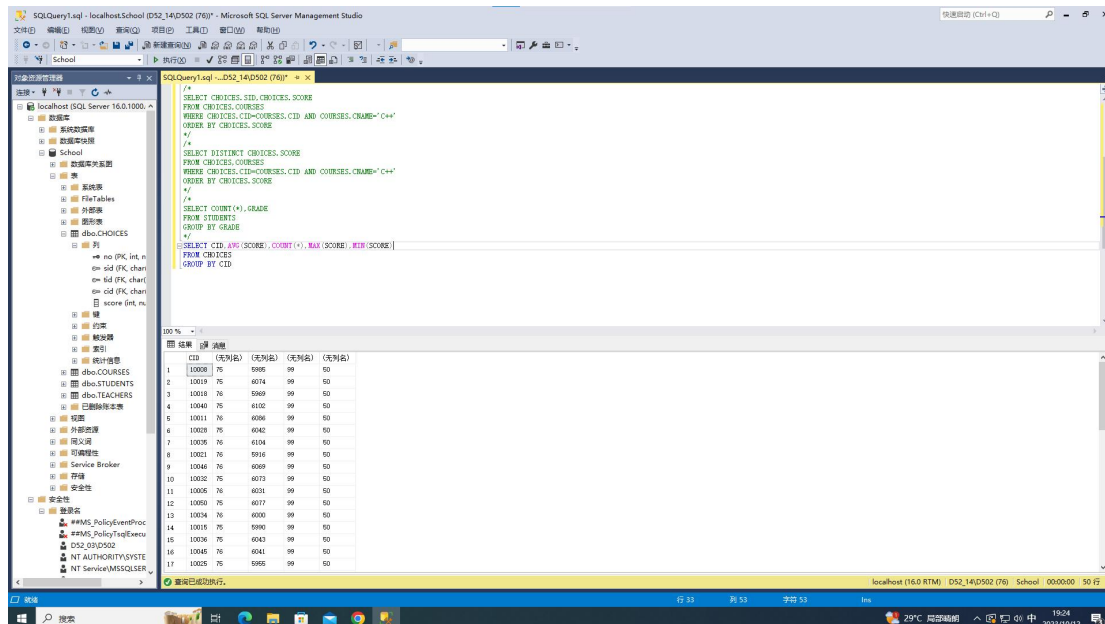 SQLQuery1.sql - localhost.School (D52_14\D502 (76))* - Microsoft SQL Server Management Studio
快速启动 (Ctrl+Q)
文件(F) 编辑(E) 视图(V) 查询(Q) 项目(P) 工具(T) 窗口(W) 帮助(H)
新建查询(N)
School 执行(X)
对象资源管理器
连接
localhost (SQL Server 16.0.1000.
数据库
系统数据库
数据库快照
School
数据库关系图
表
系统表
FileTables
外部表
图形表
dbo.CHOICES
列
no (PK, int, n
sid (FK, char
tid (FK, char(
cid (FK, char
score (int, nu
键
约束
触发器
索引
统计信息
dbo.COURSES
dbo.STUDENTS
dbo.TEACHERS
已删除账本表
视图
外部资源
同义词
可编程性
Service Broker
存储
安全性
安全性
登录名
##MS_PolicyEventProc
##MS_PolicyTsqlExecu
D52_03\D502
NT AUTHORITY\SYSTE
NT Service\MSSQLSER
SQLQuery1.sql -...D52_14\D502 (76))*
/*
SELECT CHOICES.SID,CHOICES.SCORE
FROM CHOICES,COURSES
WHERE CHOICES.CID=COURSES.CID AND COURSES.CNAME='C++'
ORDER BY CHOICES.SCORE
*/
/*
SELECT DISTINCT CHOICES.SCORE
FROM CHOICES,COURSES
WHERE CHOICES.CID=COURSES.CID AND COURSES.CNAME='C++'
ORDER BY CHOICES.SCORE
*/
/*
SELECT COUNT(*),GRADE
FROM STUDENTS
GROUP BY GRADE
*/
SELECT CID,AVG(SCORE),COUNT(*),MAX(SCORE),MIN(SCORE)
FROM CHOICES
GROUP BY CID
100 %
结果 消息
CID (无列名) (无列名) (无列名) (无列名)
1 10008 75 5985 99 50
2 10019 75 6074 99 50
3 10018 76 5969 99 50
4 10040 75 6102 99 50
5 10011 76 6086 99 50
6 10028 75 6042 99 50
7 10035 76 6104 99 50
8 10021 76 5916 99 50
9 10046 76 6069 99 50
10 10032 75 6073 99 50
11 10005 76 6031 99 50
12 10050 75 6077 99 50
13 10034 76 6000 99 50
14 10015 75 5990 99 50
15 10036 75 6043 99 50
16 10045 76 6041 99 50
17 10025 75 5955 99 50
查询已成功执行。
localhost (16.0 RTM) D52_14\D502 (76) School 00:00:00 50 行
就绪 行 33 列 53 字符 53 Ins
搜索
29°C 局部晴朗 中 19:24